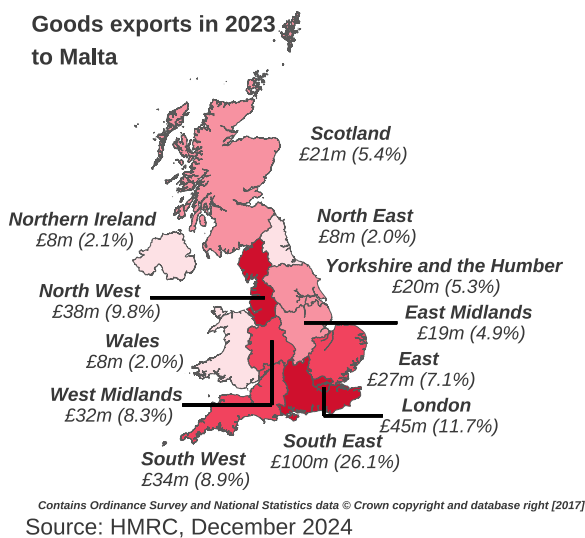 Goods exports in 2023
to Malta
Scotland
£21m (5.4%)
Northern Ireland
£8m (2.1%)
North East
£8m (2.0%)
Yorkshire and the Humber
£20m (5.3%)
North West
£38m (9.8%)
East Midlands
£19m (4.9%)
Wales
£8m (2.0%)
East
£27m (7.1%)
West Midlands
£32m (8.3%)
London
£45m (11.7%)
South East
£100m (26.1%)
South West
£34m (8.9%)
Contains Ordinance Survey and National Statistics data © Crown copyright and database right [2017]
Source: HMRC, December 2024